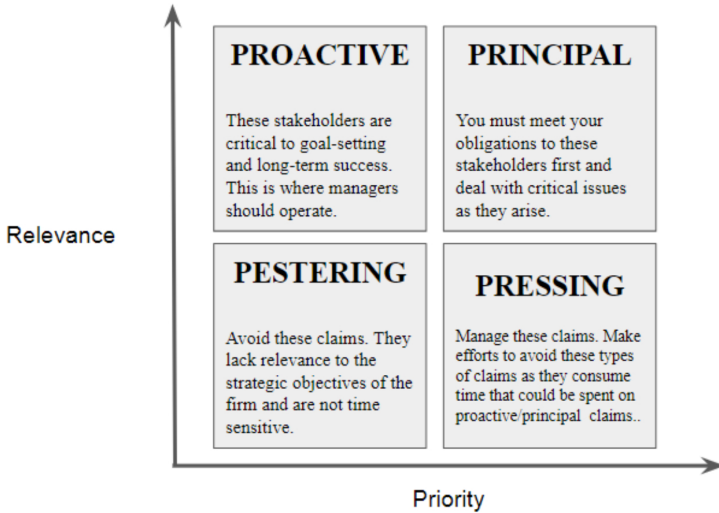 PROACTIVE
These stakeholders are
critical to goal-setting
and long-term success.
This is where managers
should operate.
PRINCIPAL
You must meet your
obligations to these
stakeholders first and
deal with critical issues
as they arise.
Relevance
PESTERING
Avoid these claims. They
lack relevance to the
strategic objectives of the
firm and are not time
sensitive.
PRESSING
Manage these claims. Make
efforts to avoid these types
of claims as they consume
time that could be spent on
proactive/principal claims..
Priority